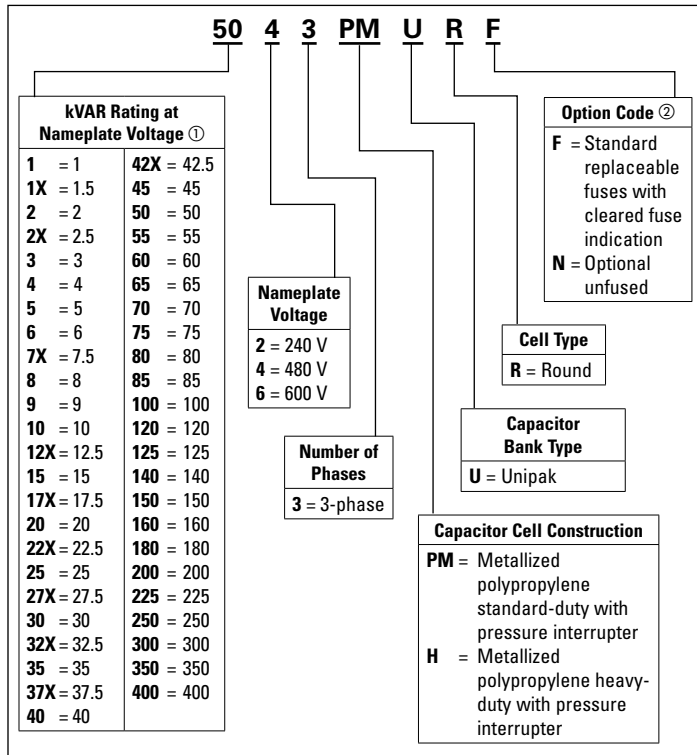 50 4 3 PM U R F
kVAR Rating at
Nameplate Voltage ①
1 = 1
1X = 1.5
2 = 2
2X = 2.5
3 = 3
4 = 4
5 = 5
6 = 6
7X = 7.5
8 = 8
9 = 9
10 = 10
12X = 12.5
15 = 15
17X = 17.5
20 = 20
22X = 22.5
25 = 25
27X = 27.5
30 = 30
32X = 32.5
35 = 35
37X = 37.5
40 = 40
42X = 42.5
45 = 45
50 = 50
55 = 55
60 = 60
65 = 65
70 = 70
75 = 75
80 = 80
85 = 85
100 = 100
120 = 120
125 = 125
140 = 140
150 = 150
160 = 160
180 = 180
200 = 200
225 = 225
250 = 250
300 = 300
350 = 350
400 = 400
Nameplate
Voltage
2 = 240 V
4 = 480 V
6 = 600 V
Number of
Phases
3 = 3-phase
Capacitor Cell Construction
PM = Metallized
polypropylene
standard-duty with
pressure interrupter
H = Metallized
polypropylene heavy-
duty with pressure
interrupter
Capacitor
Bank Type
U = Unipak
Cell Type
R = Round
Option Code ②
F = Standard
replaceable
fuses with
cleared fuse
indication
N = Optional
unfused